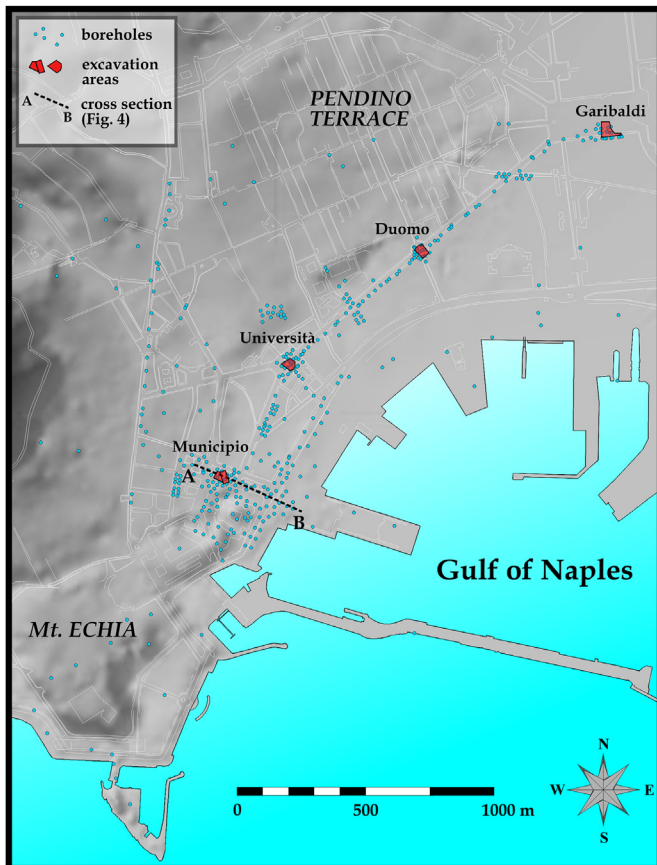 boreholes
excavation
areas
A
B
cross section
(Fig. 4)
PENDINO
TERRACE
Garibaldi
Duomo
Università
Municipio
A
B
Gulf of Naples
Mt. ECHIA
N
W
E
S
0
500
1000 m